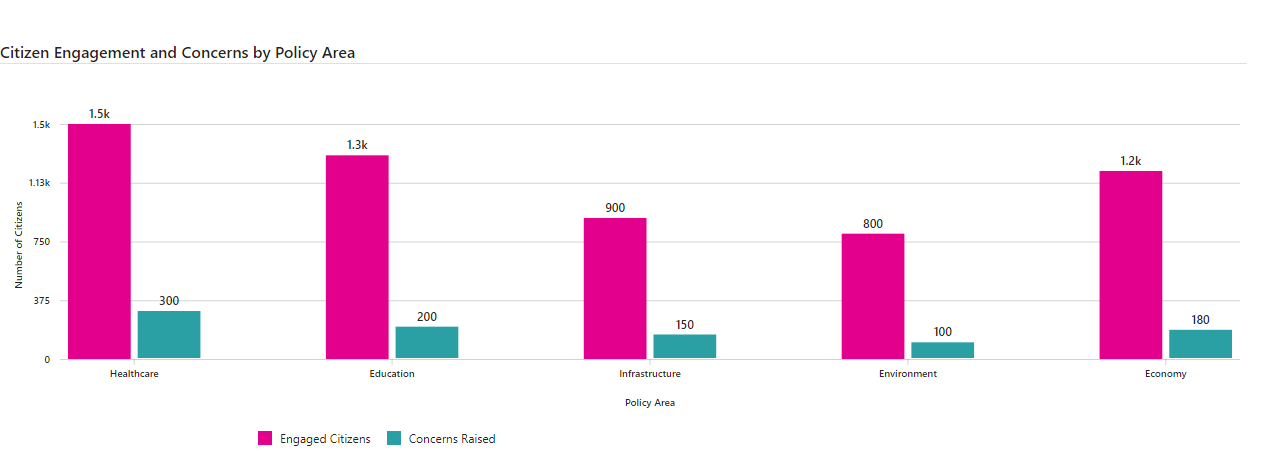 Citizen Engagement and Concerns by Policy Area
1.5k
1.5k
1.3k
1.2k
1.13k
900
800
750
Number of Citizens
375
300
200
150
100
180
0
Healthcare Education Infrastructure Environment Economy
Policy Area
Engaged Citizens Concerns Raised